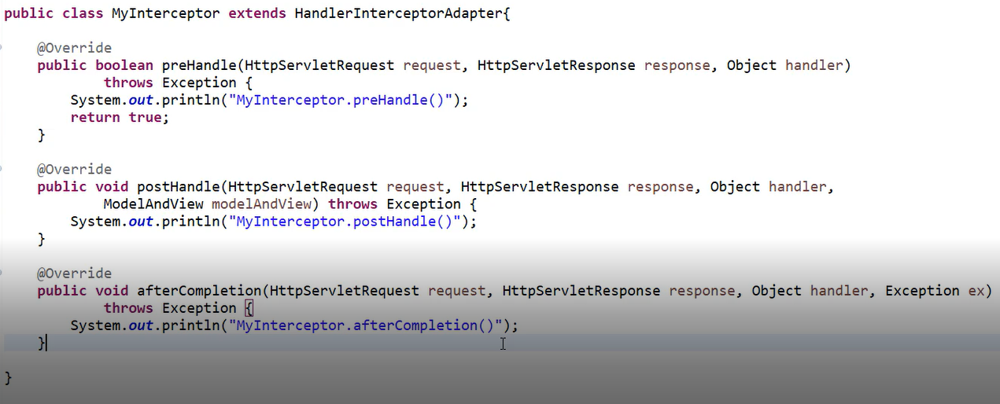 public class MyInterceptor extends HandlerInterceptorAdapter{
@Override
public boolean preHandle(HttpServletRequest request, HttpServletResponse response, Object handler)
throws Exception {
System.out.println("MyInterceptor.preHandle()");
return true;
}
@Override
public void postHandle(HttpServletRequest request, HttpServletResponse response, Object handler,
ModelAndView modelAndView) throws Exception {
System.out.println("MyInterceptor.postHandle()");
}
@Override
public void afterCompletion(HttpServletRequest request, HttpServletResponse response, Object handler, Exception ex)
throws Exception {
System.out.println("MyInterceptor.afterCompletion()");
}
}